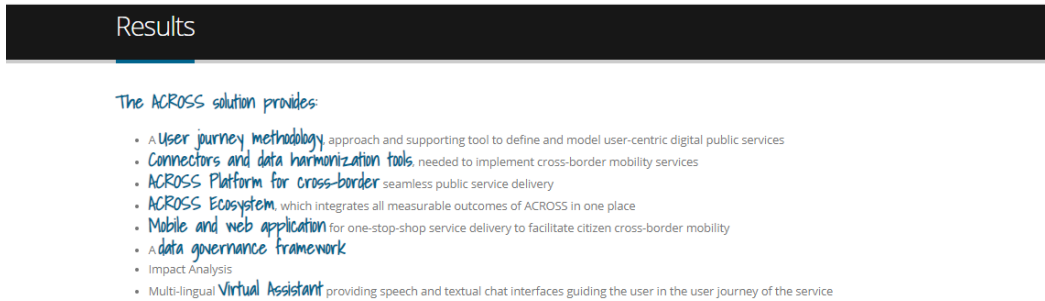 Results
The ACROSS solution provides:
• A User journey methodology, approach and supporting tool to define and model user-centric digital public services
• Connectors and data harmonization tools, needed to implement cross-border mobility services
• ACROSS Platform for cross-border seamless public service delivery
• ACROSS Ecosystem, which integrates all measurable outcomes of ACROSS in one place
• Mobile and web application for one-stop-shop service delivery to facilitate citizen cross-border mobility
• A data governance framework
• Impact Analysis
• Multi-lingual Virtual Assistant providing speech and textual chat interfaces guiding the user in the user journey of the service